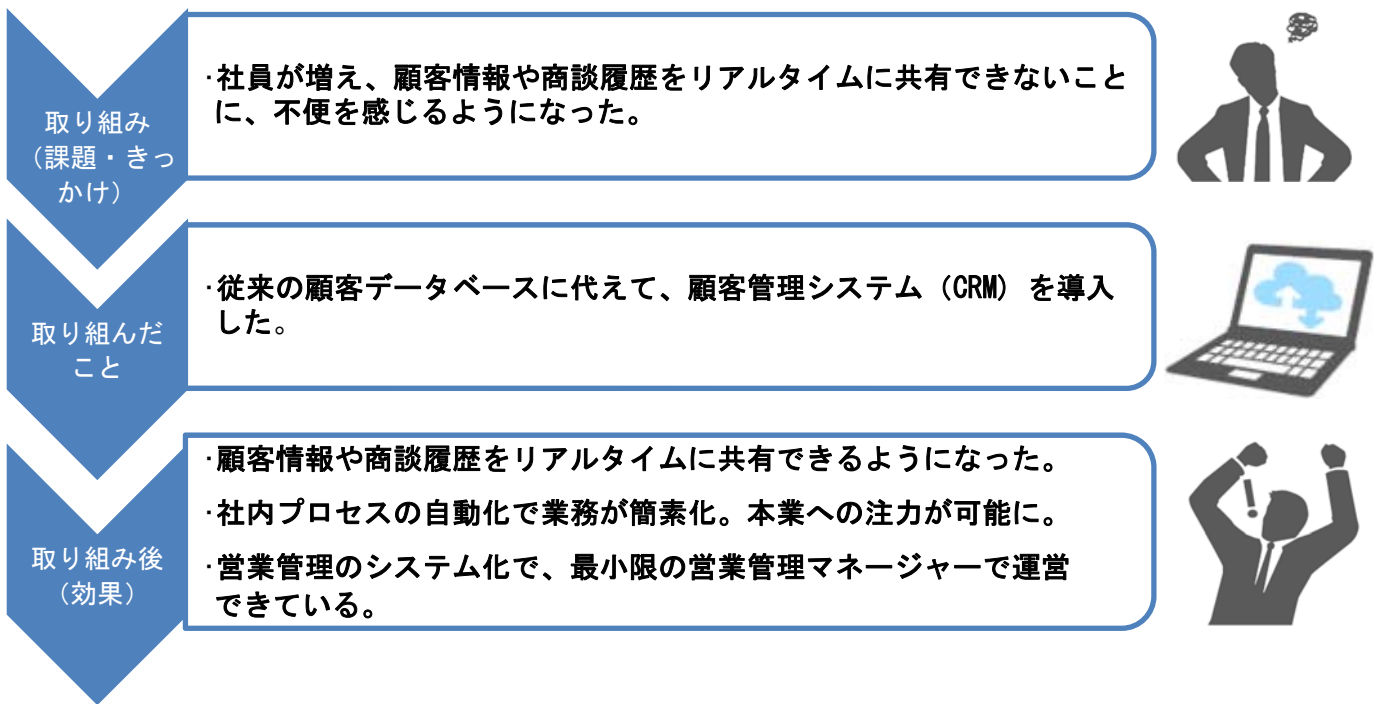 取り組み
（課題・きっ
かけ）
・社員が増え、顧客情報や商談履歴をリアルタイムに共有できないこと
に、不便を感じるようになった。
取り組んだ
こと
・従来の顧客データベースに代えて、顧客管理システム（CRM）を導入
した。
取り組み後
（効果）
・顧客情報や商談履歴をリアルタイムに共有できるようになった。
・社内プロセスの自動化で業務が簡素化。本業への注力が可能に。
・営業管理のシステム化で、最小限の営業管理マネージャーで運営
できている。